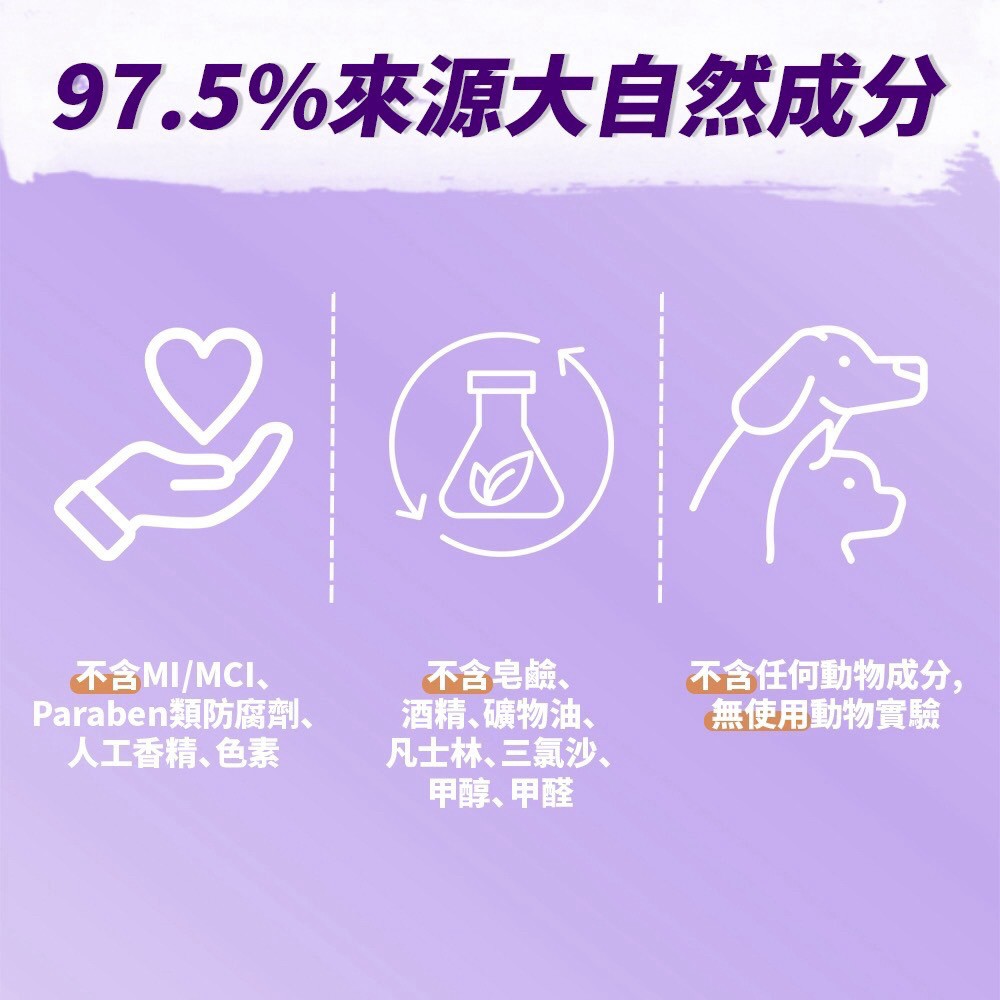 97.5%來源大自然成分
不含MI/MCI、
Paraben類防腐劑、
人工香精、色素
不含皂鹼、
酒精、礦物油、
凡士林、三氯沙、
甲醇、甲醛
不含任何動物成分,
無使用動物實驗